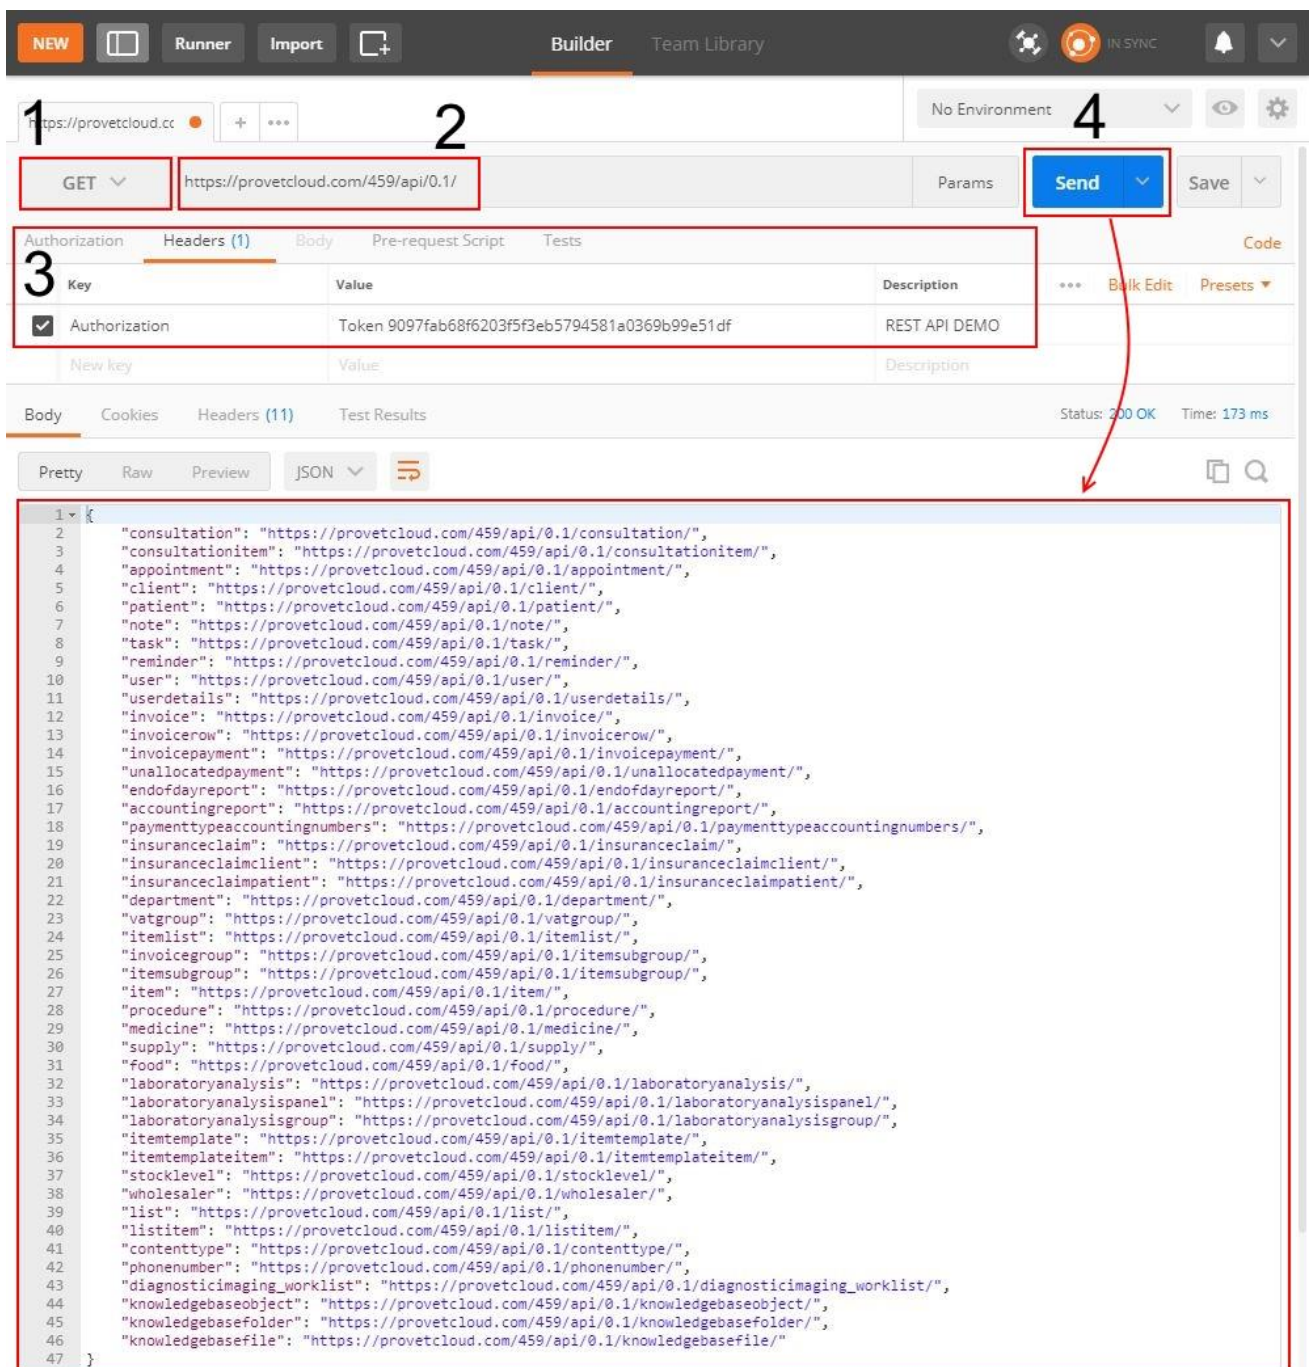 NEW Runner Import Builder Team Library IN SYNC
1 2 4
https://provetcloud.cc + No Environment
GET https://provetcloud.com/459/api/0.1/ Params Send Save
Authorization Headers (1) Body Pre-request Script Tests Code
3
Key Value Description Bulk Edit Presets
Authorization Token 9097fab68f6203f5f3eb5794581a0369b99e51df REST API DEMO
New key Value Description
Body Cookies Headers (11) Test Results Status: 200 OK Time: 173 ms
Pretty Raw Preview JSON
1 {
2 "consultation": "https://provetcloud.com/459/api/0.1/consultation/",
3 "consultationitem": "https://provetcloud.com/459/api/0.1/consultationitem/",
4 "appointment": "https://provetcloud.com/459/api/0.1/appointment/",
5 "client": "https://provetcloud.com/459/api/0.1/client/",
6 "patient": "https://provetcloud.com/459/api/0.1/patient/",
7 "note": "https://provetcloud.com/459/api/0.1/note/",
8 "task": "https://provetcloud.com/459/api/0.1/task/",
9 "reminder": "https://provetcloud.com/459/api/0.1/reminder/",
10 "user": "https://provetcloud.com/459/api/0.1/user/",
11 "userdetails": "https://provetcloud.com/459/api/0.1/userdetails/",
12 "invoice": "https://provetcloud.com/459/api/0.1/invoice/",
13 "invoicerow": "https://provetcloud.com/459/api/0.1/invoicerow/",
14 "invoicepayment": "https://provetcloud.com/459/api/0.1/invoicepayment/",
15 "unallocatedpayment": "https://provetcloud.com/459/api/0.1/unallocatedpayment/",
16 "endofdayreport": "https://provetcloud.com/459/api/0.1/endofdayreport/",
17 "accountingreport": "https://provetcloud.com/459/api/0.1/accountingreport/",
18 "paymenttypeaccountingnumbers": "https://provetcloud.com/459/api/0.1/paymenttypeaccountingnumbers/",
19 "insuranceclaim": "https://provetcloud.com/459/api/0.1/insuranceclaim/",
20 "insuranceclaimclient": "https://provetcloud.com/459/api/0.1/insuranceclaimclient/",
21 "insuranceclaimpatient": "https://provetcloud.com/459/api/0.1/insuranceclaimpatient/",
22 "department": "https://provetcloud.com/459/api/0.1/department/",
23 "vatgroup": "https://provetcloud.com/459/api/0.1/vatgroup/",
24 "itemlist": "https://provetcloud.com/459/api/0.1/itemlist/",
25 "invoicegroup": "https://provetcloud.com/459/api/0.1/itemsubgroup/",
26 "itemsubgroup": "https://provetcloud.com/459/api/0.1/itemsubgroup/",
27 "item": "https://provetcloud.com/459/api/0.1/item/",
28 "procedure": "https://provetcloud.com/459/api/0.1/procedure/",
29 "medicine": "https://provetcloud.com/459/api/0.1/medicine/",
30 "supply": "https://provetcloud.com/459/api/0.1/supply/",
31 "food": "https://provetcloud.com/459/api/0.1/food/",
32 "laboratoryanalysis": "https://provetcloud.com/459/api/0.1/laboratoryanalysis/",
33 "laboratoryanalysispanel": "https://provetcloud.com/459/api/0.1/laboratoryanalysispanel/",
34 "laboratoryanalysisgroup": "https://provetcloud.com/459/api/0.1/laboratoryanalysisgroup/",
35 "itemtemplate": "https://provetcloud.com/459/api/0.1/itemtemplate/",
36 "itemtemplateitem": "https://provetcloud.com/459/api/0.1/itemtemplateitem/",
37 "stocklevel": "https://provetcloud.com/459/api/0.1/stocklevel/",
38 "wholesaler": "https://provetcloud.com/459/api/0.1/wholesaler/",
39 "list": "https://provetcloud.com/459/api/0.1/list/",
40 "listitem": "https://provetcloud.com/459/api/0.1/listitem/",
41 "contenttype": "https://provetcloud.com/459/api/0.1/contenttype/",
42 "phonenumber": "https://provetcloud.com/459/api/0.1/phonenumber/",
43 "diagnosticimaging_worklist": "https://provetcloud.com/459/api/0.1/diagnosticimaging_worklist/",
44 "knowledgebaseobject": "https://provetcloud.com/459/api/0.1/knowledgebaseobject/",
45 "knowledgebasefolder": "https://provetcloud.com/459/api/0.1/knowledgebasefolder/",
46 "knowledgebasefile": "https://provetcloud.com/459/api/0.1/knowledgebasefile/"
47 }